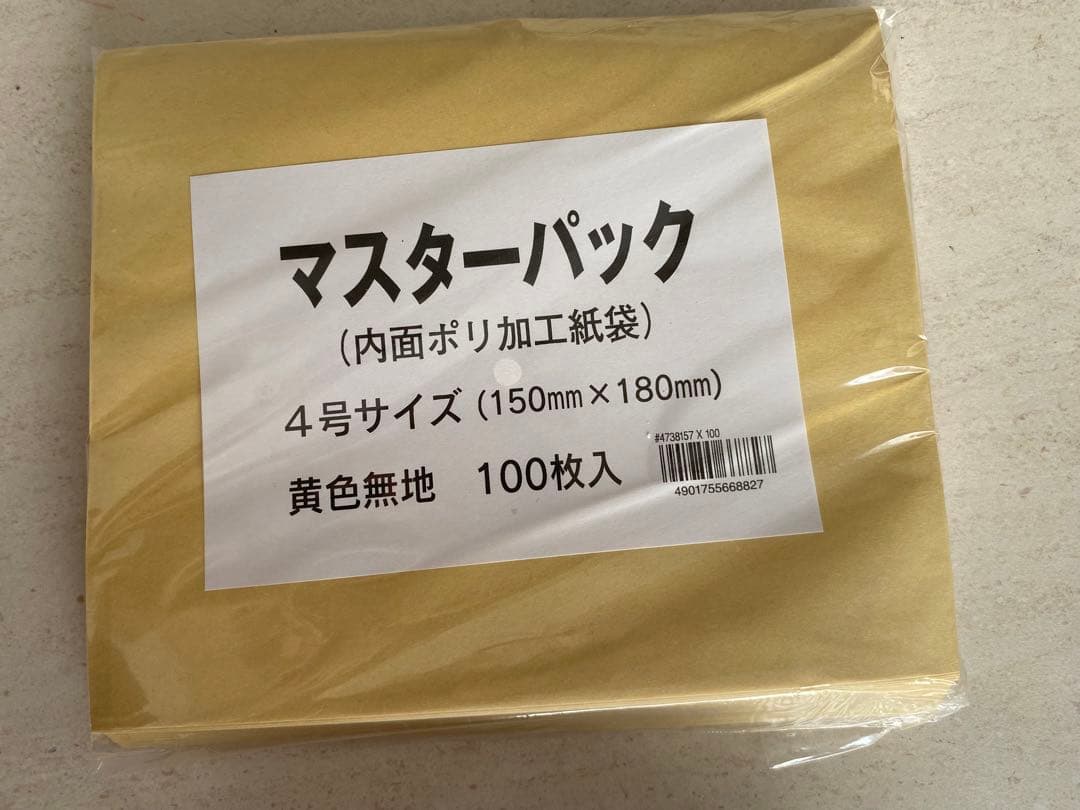 マスターパック
（内面ポリ加工紙袋）
４号サイズ（150㎜×180㎜）
黄色無地　100枚入
#4738157 X 100
4901755668827